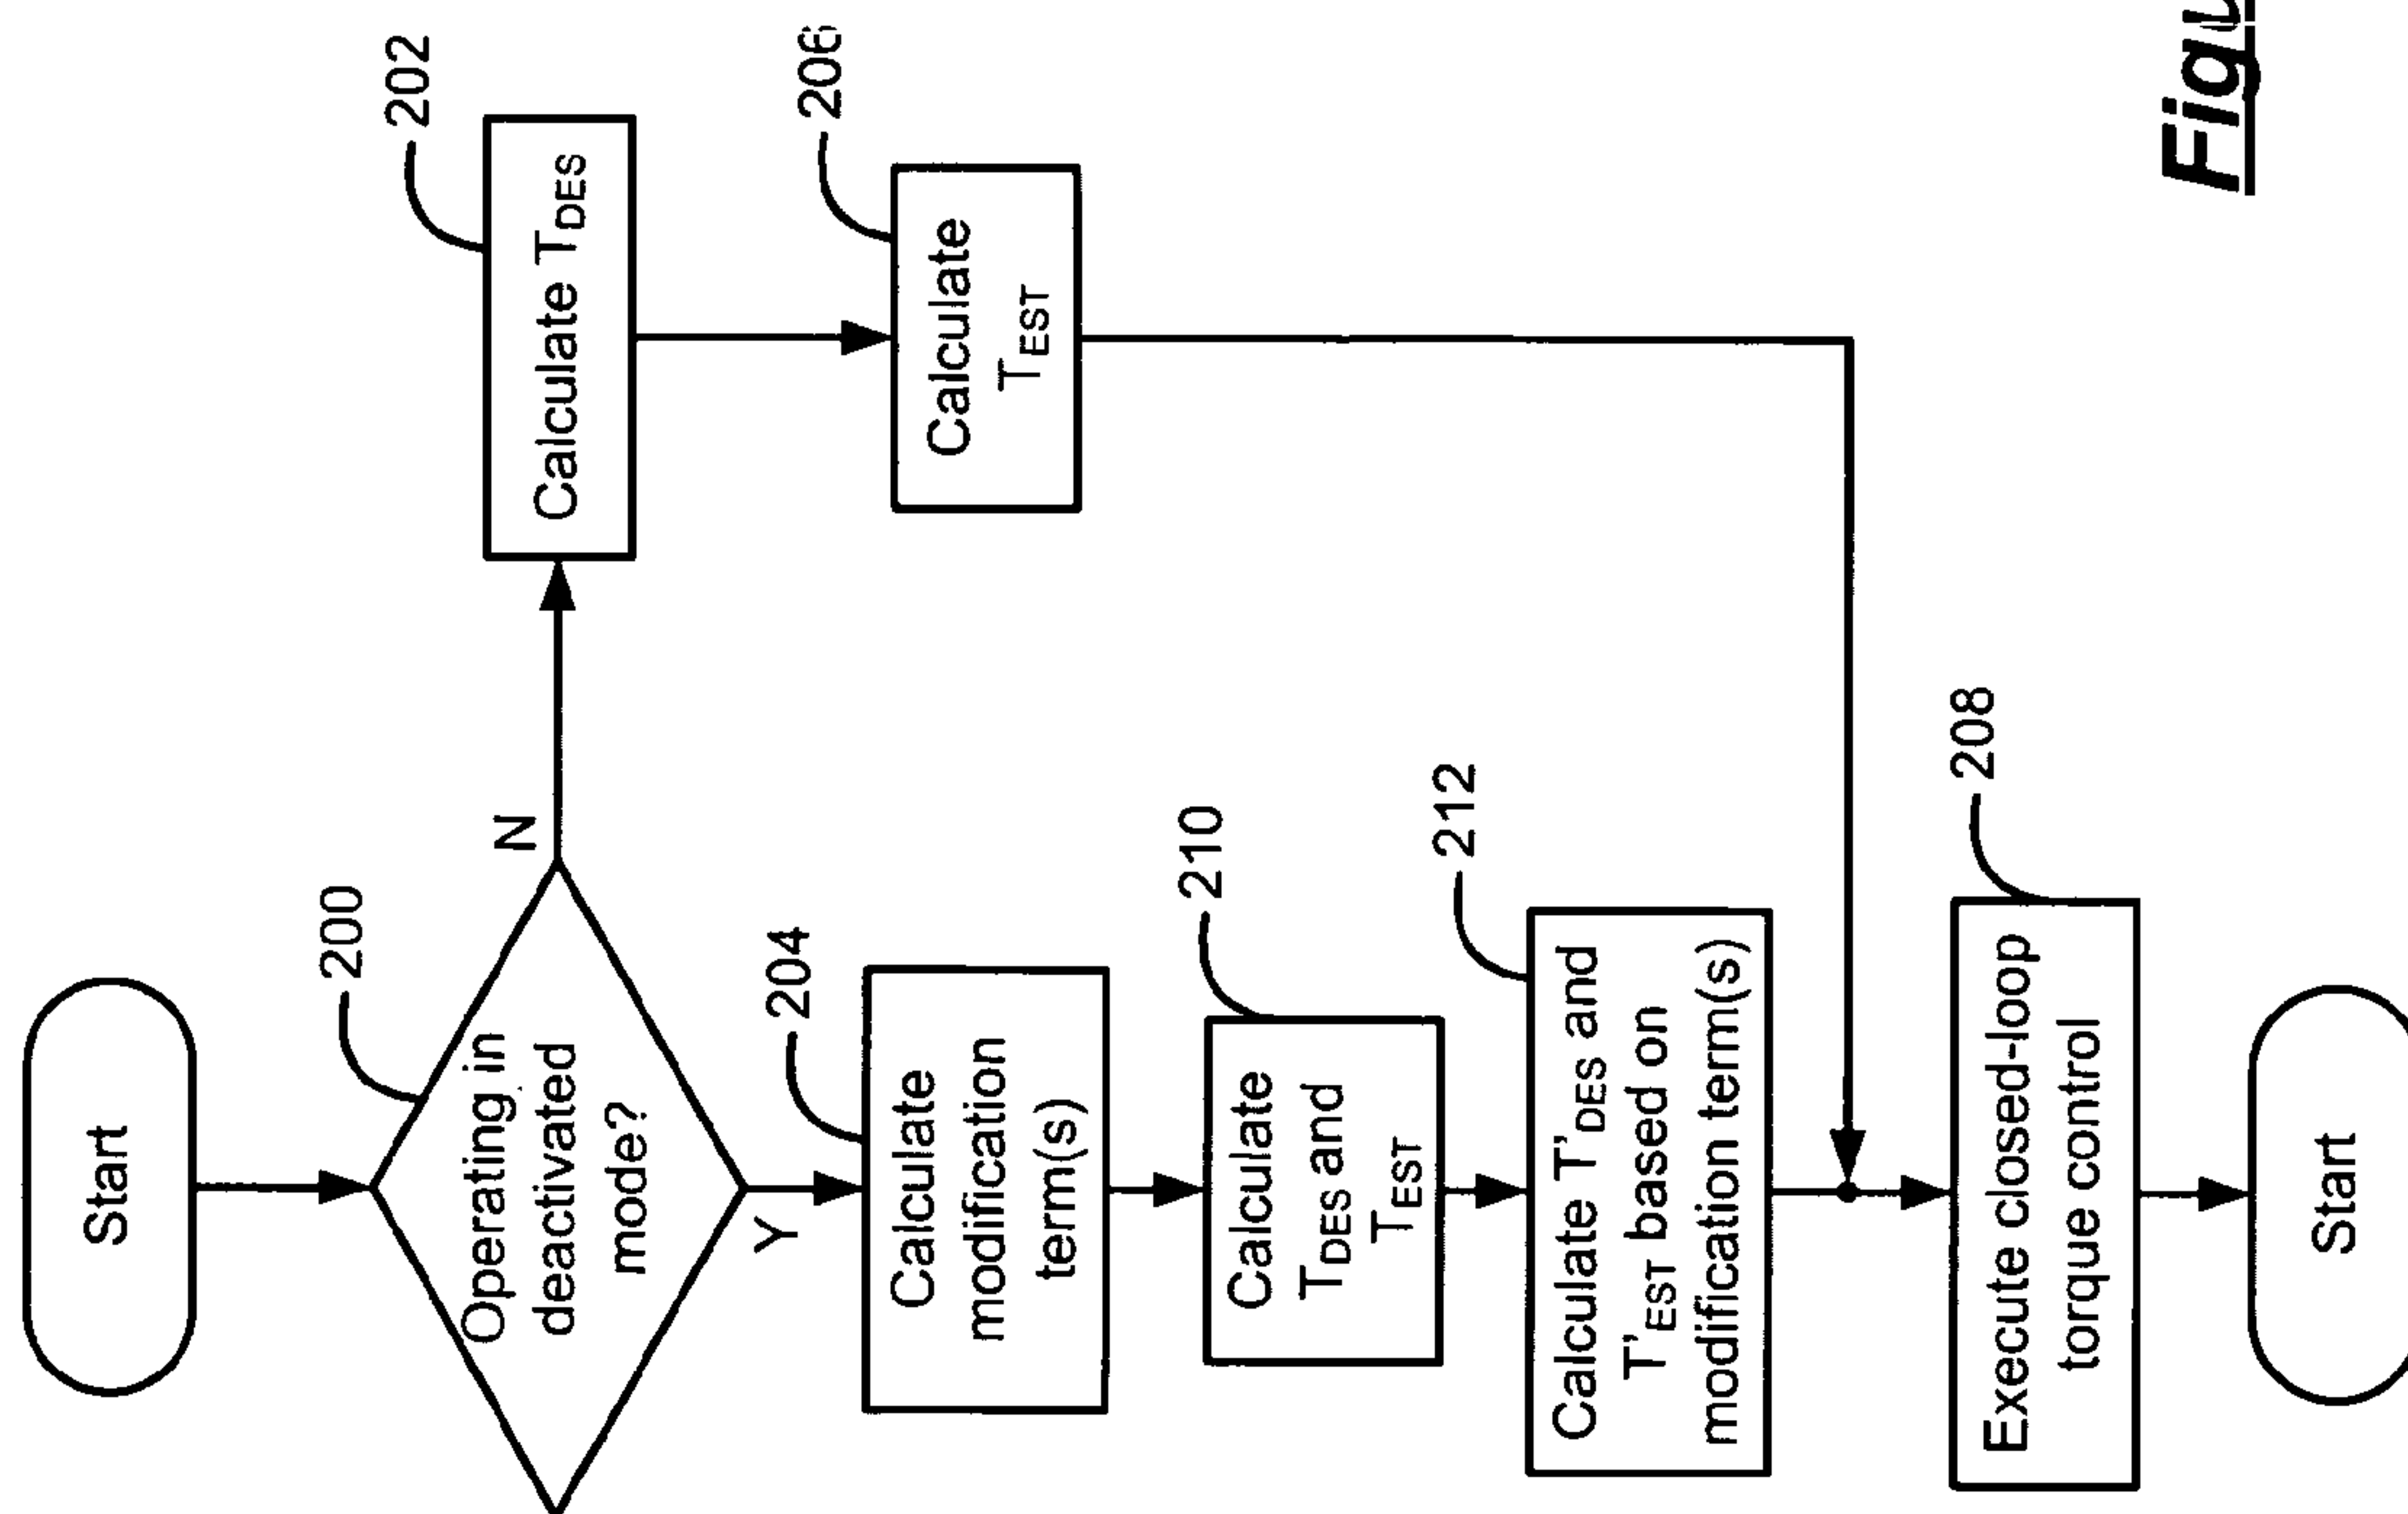 Start
200
Operating in
deactivated
mode?
N
Y
202
Calculate TDES
204
Calculate
modification
term(s)
206
Calculate
TEST
210
Calculate
TDES and
TEST
212
Calculate T'DES and
T'EST based on
modification term(s)
208
Execute closed-loop
torque control
Start